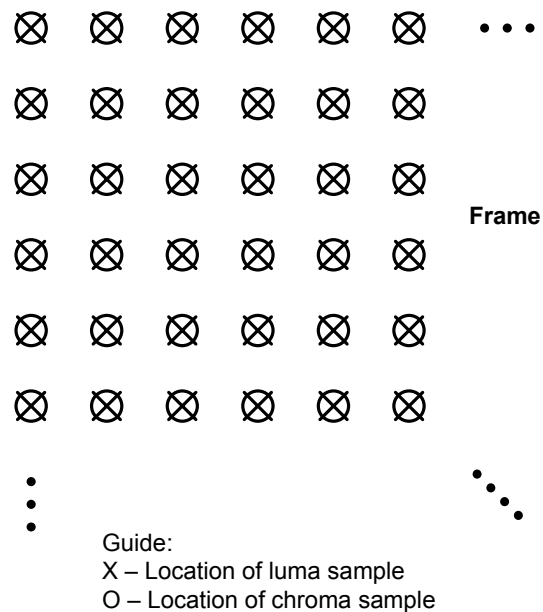 Frame
Guide:
X – Location of luma sample
O – Location of chroma sample